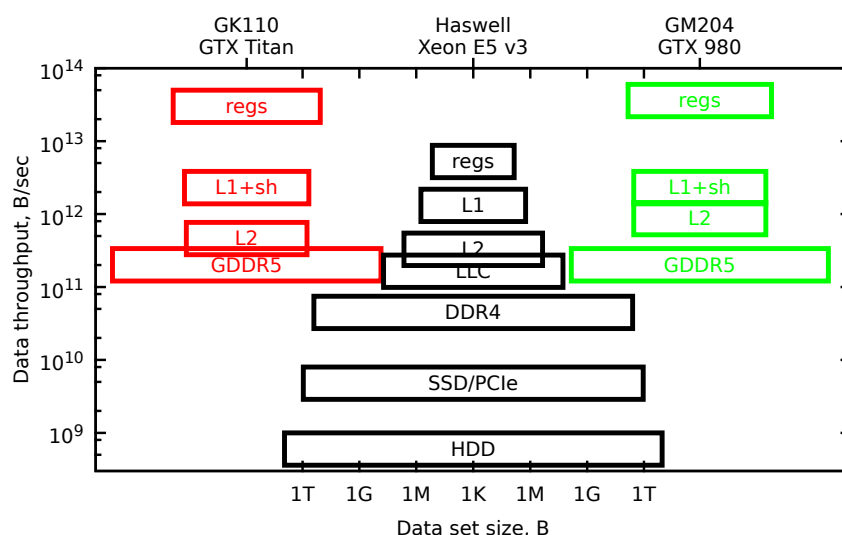 GK110
GTX Titan
Haswell
Xeon E5 v3
GM204
GTX 980
Data throughput, B/sec
10^14
10^13
10^12
10^11
10^10
10^9
regs
L1+sh
L2
GDDR5
regs
L1
L2
LLC
DDR4
SSD/PCIe
HDD
regs
L1+sh
L2
GDDR5
1T 1G 1M 1K 1M 1G 1T
Data set size, B